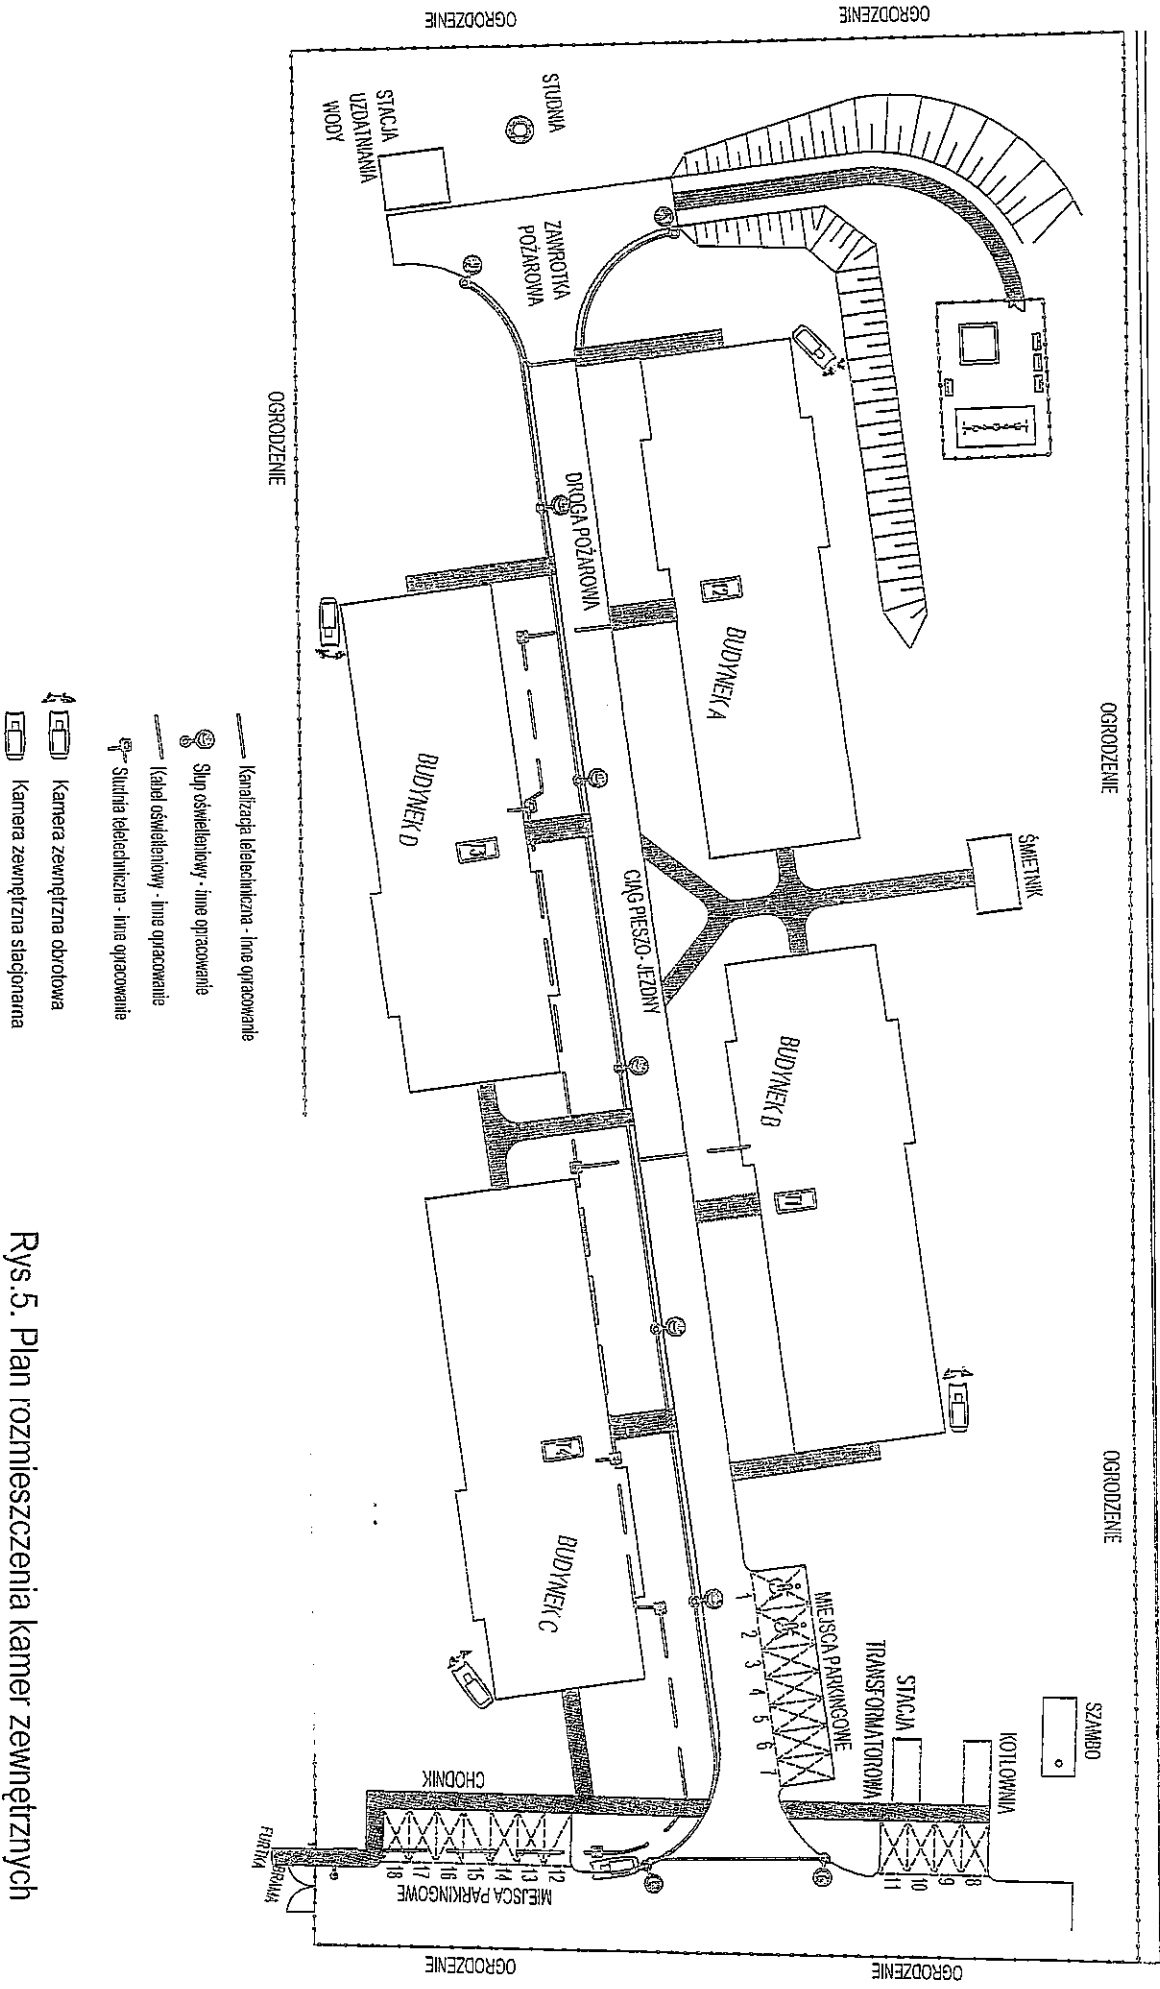 OGRODZENIE
OGRODZENIE
STUDNIA
STACJA
UZDATNIANIA
WODY
ZAWROTKA
POŻAROWA
OGRODZENIE
DROGA POŻAROWA
BUDYNEK A
T2
OGRODZENIE
ŚMIETNIK
BUDYNEK D
T3
CIĄG PIESZO-JEZDNY
BUDYNEK B
T1
OGRODZENIE
T4
BUDYNEK C
MIEJSCA PARKINGOWE
1
2
3
4
5
6
7
STACJA
TRANSFORMATOROWA
KOTŁOWNIA
SZAMBO
8
9
10
11
CHODNIK
12
13
14
15
16
17
18
MIEJSCA PARKINGOWE
FURTKA
BRAMA
OGRODZENIE
OGRODZENIE
Kanalizacja teletechniczna - inne opracowanie
Słup oświetleniowy - inne opracowanie
Kabel oświetleniowy - inne opracowanie
Studnia teletechniczna - inne opracowanie
Kamera zewnętrzna obrotowa
Kamera zewnętrzna stacjonarna
Rys.5. Plan rozmieszczenia kamer zewnętrznych